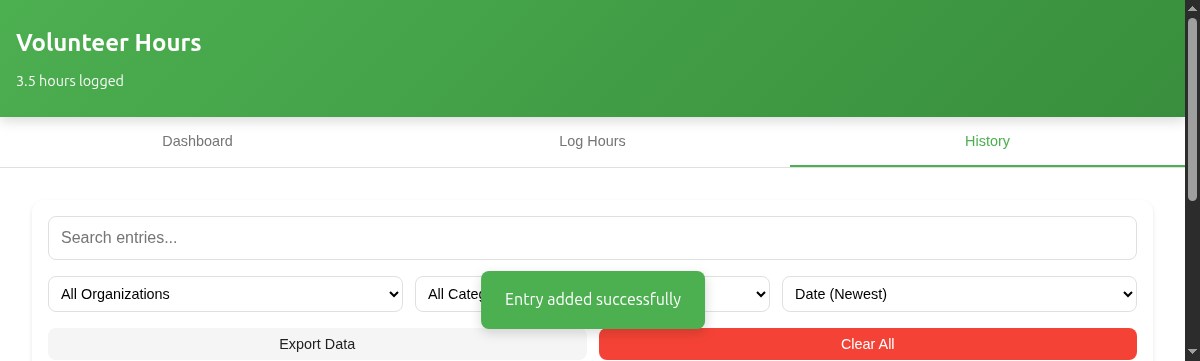 Volunteer Hours
3.5 hours logged
Dashboard
Log Hours
History
Search entries...
All Organizations
All Categ
Date (Newest)
Entry added successfully
Export Data
Clear All